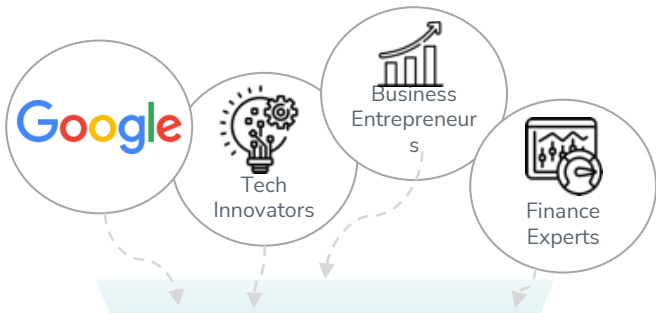 Google
Tech
Innovators
Business
Entrepreneur
s
Finance
Experts